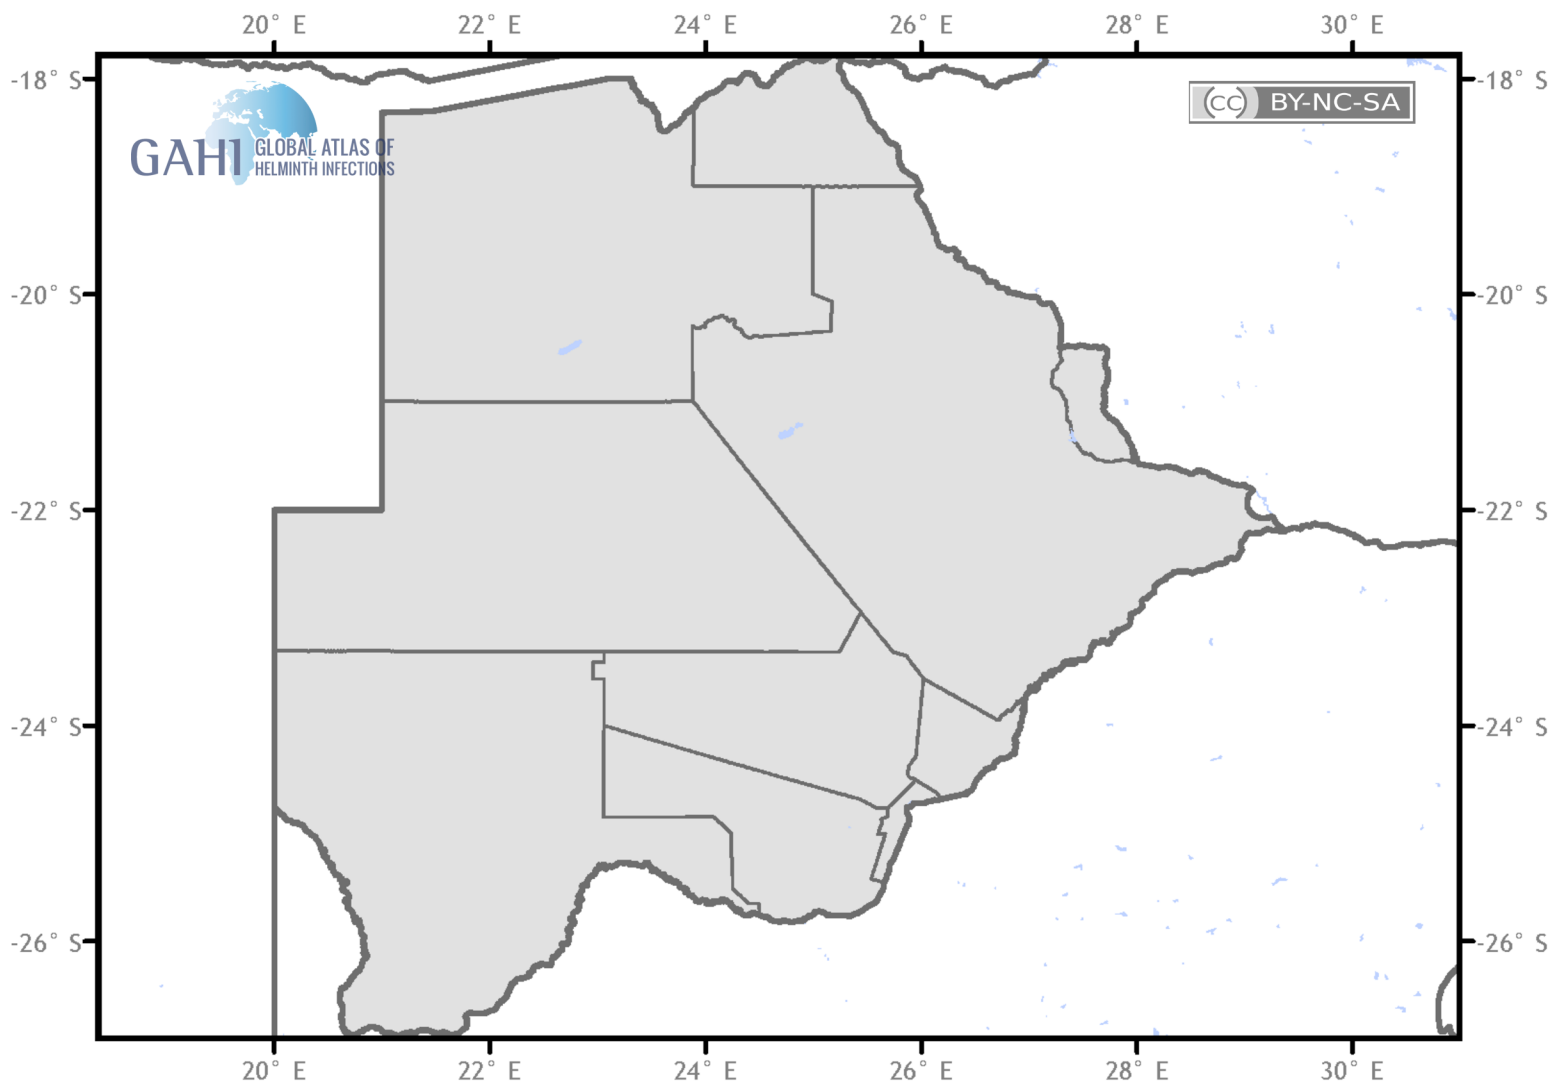 20° E 22° E 24° E 26° E 28° E 30° E
-18° S -18° S
CC BY-NC-SA
GAHI GLOBAL ATLAS OF
HELMINTH INFECTIONS
-20° S -20° S
-22° S -22° S
-24° S -24° S
-26° S -26° S
20° E 22° E 24° E 26° E 28° E 30° E